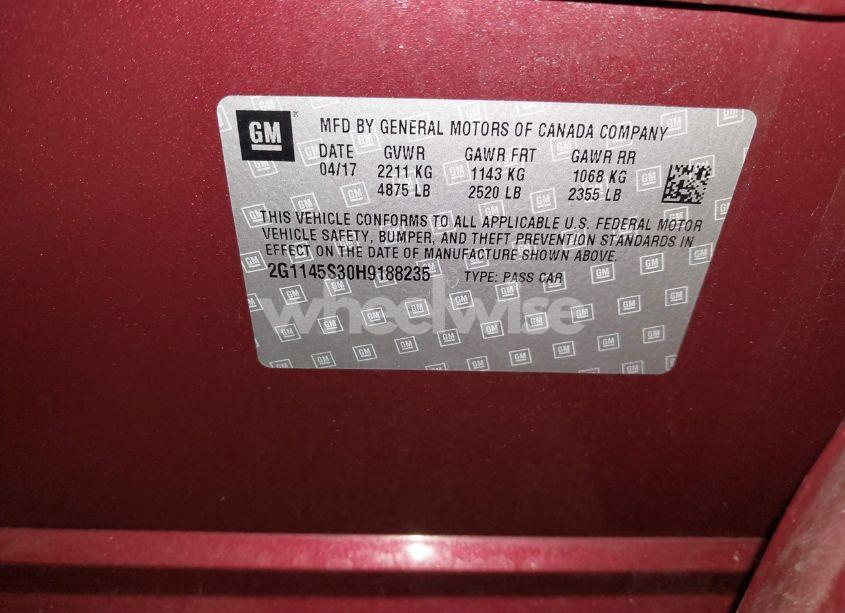 GM
MFD BY GENERAL MOTORS OF CANADA COMPANY
DATE GVWR GAWR FRT GAWR RR
04/17 2211 KG 1143 KG 1068 KG
4875 LB 2520 LB 2355 LB
THIS VEHICLE CONFORMS TO ALL APPLICABLE U.S. FEDERAL MOTOR
VEHICLE SAFETY, BUMPER, AND THEFT PREVENTION STANDARDS IN
EFFECT ON THE DATE OF MANUFACTURE SHOWN ABOVE.
2G1145S30H9188235 TYPE: PASS CAR
wheelwise